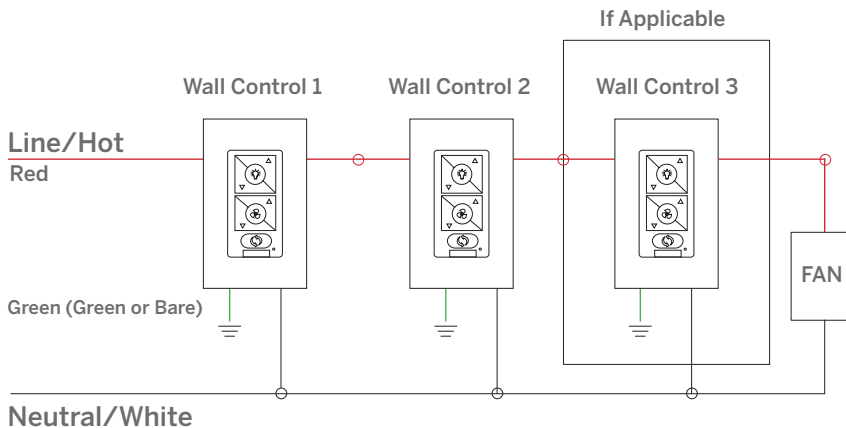 If Applicable
Wall Control 1
Wall Control 2
Wall Control 3
Line/Hot
Red
FAN
Green (Green or Bare)
Neutral/White